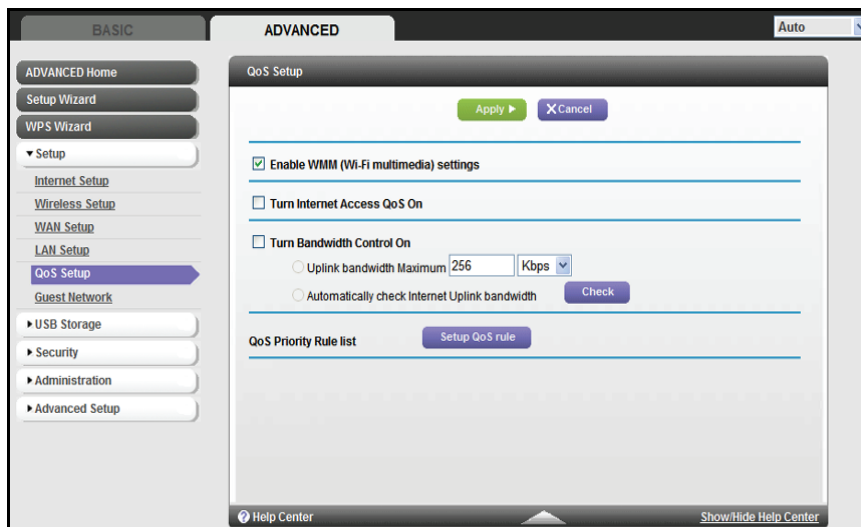 BASIC
ADVANCED
Auto
ADVANCED Home
Setup Wizard
WPS Wizard
Setup
Internet Setup
Wireless Setup
WAN Setup
LAN Setup
QoS Setup
Guest Network
USB Storage
Security
Administration
Advanced Setup
QoS Setup
Apply
X Cancel
Enable WMM (Wi-Fi multimedia) settings
Turn Internet Access QoS On
Turn Bandwidth Control On
Uplink bandwidth Maximum 256 Kbps
Automatically check Internet Uplink bandwidth Check
QoS Priority Rule list Setup QoS rule
? Help Center Show/Hide Help Center